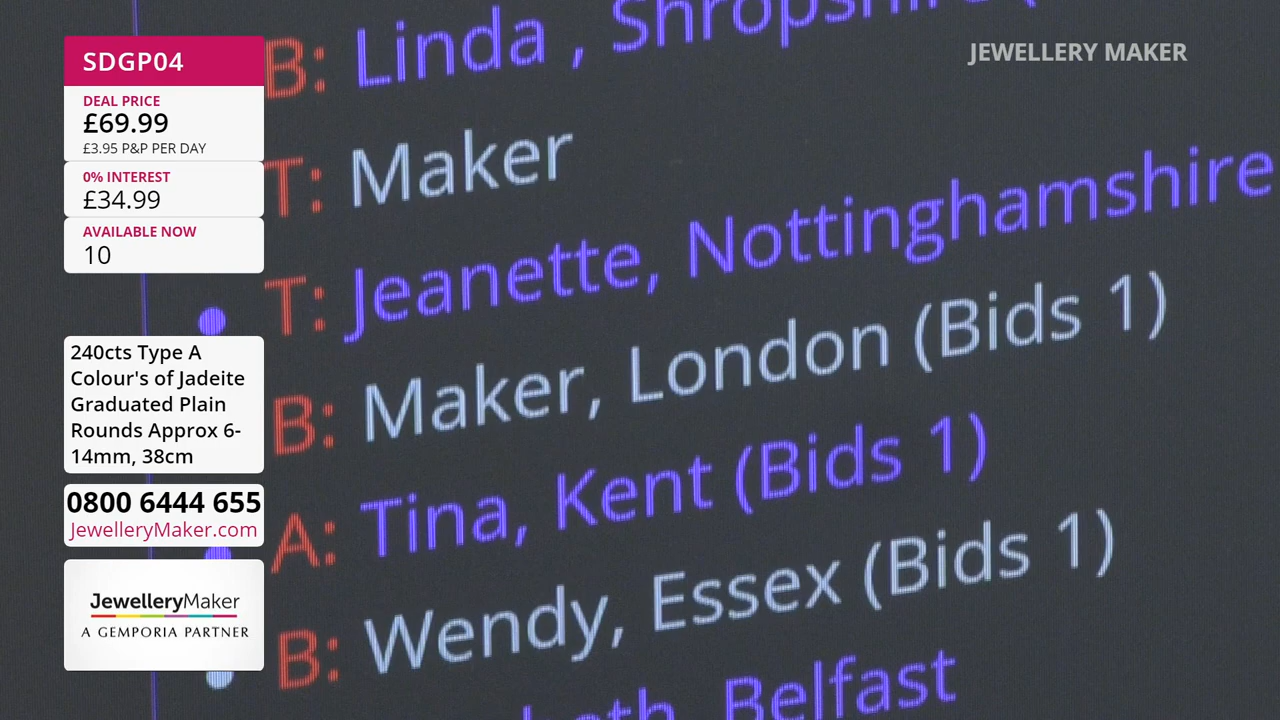 SDGP04
DEAL PRICE
£69.99
£3.95 P&P PER DAY
0% INTEREST
£34.99
AVAILABLE NOW
10
240cts Type A
Colour's of Jadeite
Graduated Plain
Rounds Approx 6-
14mm, 38cm
0800 6444 655
JewelleryMaker.com
JewelleryMaker
A GEMPORIA PARTNER
JEWELLERY MAKER
B: Linda , Shropshire (
T: Maker
T: Jeanette, Nottinghamshire
B: Maker, London (Bids 1)
A: Tina, Kent (Bids 1)
B: Wendy, Essex (Bids 1)
Belfast